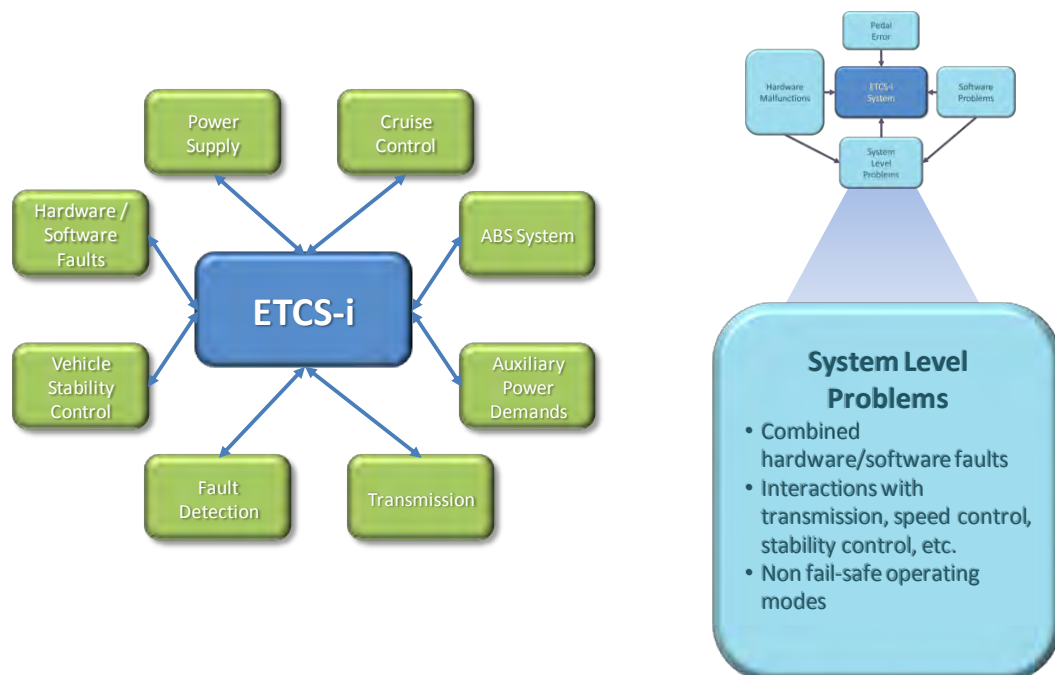 Power
Supply
Cruise
Control
Hardware /
Software
Faults
ABS System
ETCS-i
Vehicle
Stability
Control
Auxiliary
Power
Demands
Fault
Detection
Transmission
Pedal
Error
Hardware
Malfunctions
ETCS-i
System
Software
Problems
System
Level
Problems
System Level
Problems
• Combined
hardware/software faults
• Interactions with
transmission, speed control,
stability control, etc.
• Non fail-safe operating
modes